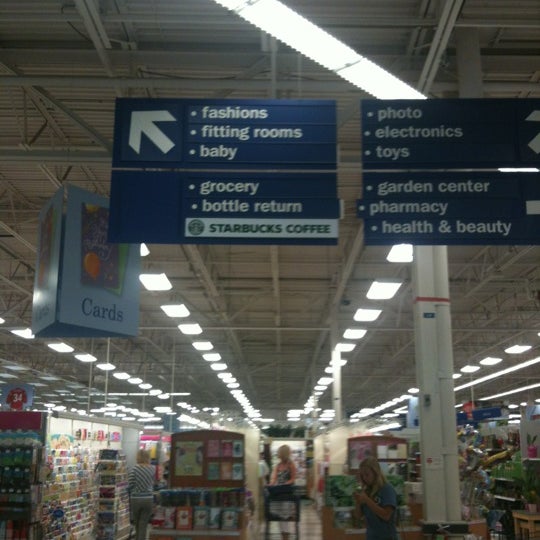 • fashions
• fitting rooms
• baby
• grocery
• bottle return
STARBUCKS COFFEE
• photo
• electronics
• toys
• garden center
• pharmacy
• health & beauty
Cards
34